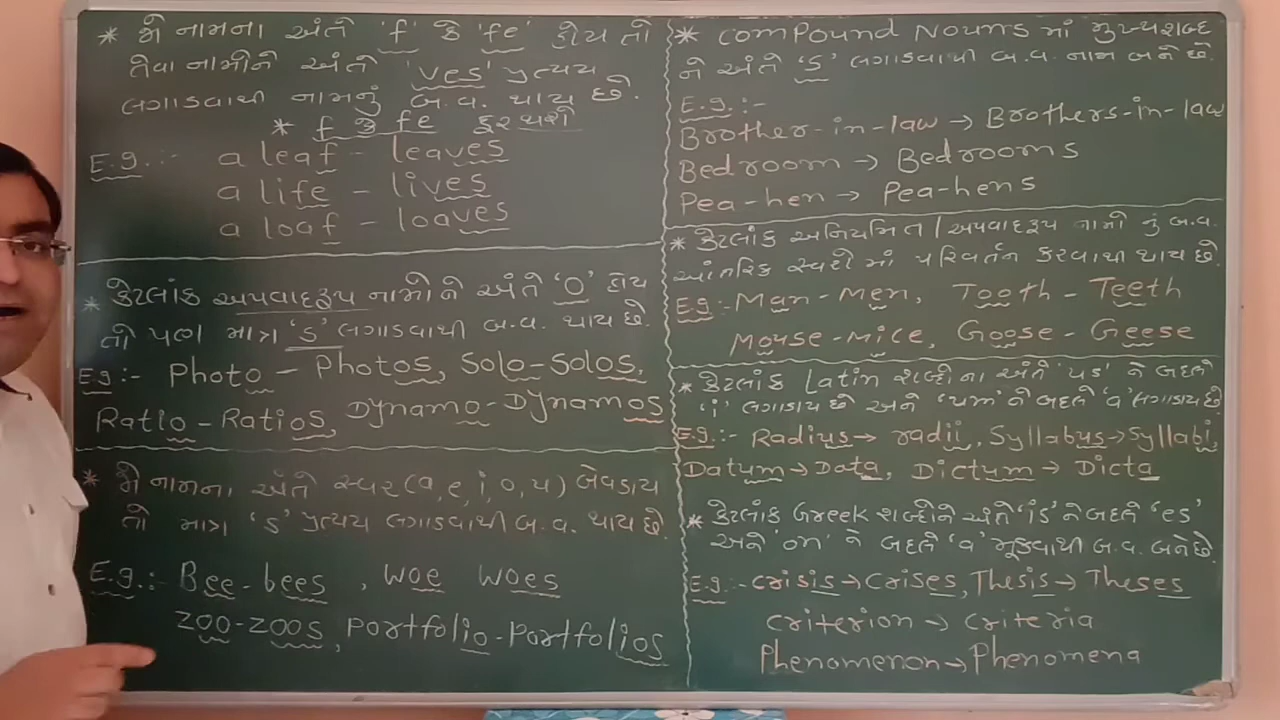 * જે નામના અંતે 'f' કે 'fe' હોય તો
તેવા નામોને અંતે 'ves' પ્રત્યય
લગાડવાથી નામનું બ.વ. થાય છે.
* f કે fe દૂર થશે
E.g.:- a leaf - leaves
a life - lives
a loaf - loaves
* કેટલાંક અપવાદરૂપ નામોને અંતે 'O' હોય
તો પણ માત્ર 'S' લગાડવાથી બ.વ. થાય છે.
Eg:- Photo - Photos, Solo-Solos,
Ratio - Ratios, Dynamo-Dynamos
* જે નામના અંતે સ્વર (a, e, i, o, u) બેવડાય
તો માત્ર 'S' પ્રત્યય લગાડવાથી બ.વ. થાય છે.
E.g.:- Bee-bees , woe woes
Zoo-Zoos, Portfolio-Portfolios
* Compound Nouns માં મુખ્યશબ્દ
ને અંતે 'S' લગાડવાથી બ.વ. નામ બને છે.
E.g.:-
Brother-in-law → Brothers-in-law
Bedroom → Bedrooms
Pea-hen → Pea-hens
* કેટલાંક અનિયમિત/અપવાદરૂપ નામો નું બ.વ.
આંતરિક સ્વરો માં પરિવર્તન કરવાથી થાય છે.
E.g:- Man-Men, Tooth-Teeth
Mouse-Mice, Goose-Geese
* કેટલાંક Latin શબ્દોના અંતે 'us' ને બદલે
'i' લગાડાય છે અને 'um' ને બદલે 'a' લગાડાય છે
E.g.:- Radius→ radii, Syllabus→Syllabi,
Datum→Data, Dictum → Dicta
* કેટલાંક Greek શબ્દોને અંતે 'is' ને બદલે 'es'
અને 'on' ને બદલે 'a' મૂકવાથી બ.વ. બને છે
E.g:- Crisis→Crises, Thesis→ Theses
Criterion → Criteria
Phenomenon→Phenomena